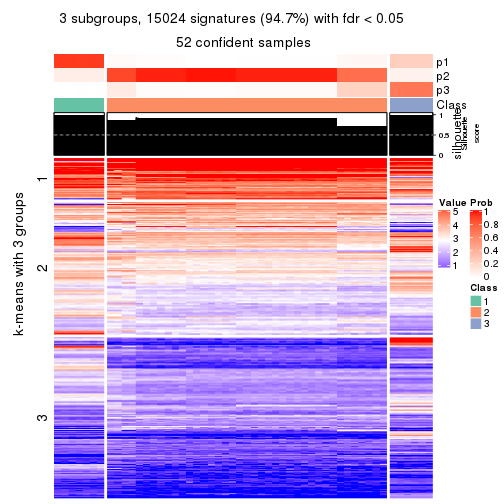 3 subgroups, 15024 signatures (94.7%) with fdr < 0.05
52 confident samples
p1
p2
p3
Class
1
0.5
0
silhouette
Silhouette
score
k-means with 3 groups
1
2
3
Value
5
4
3
2
1
Prob
1
0.8
0.6
0.4
0.2
0
Class
1
2
3